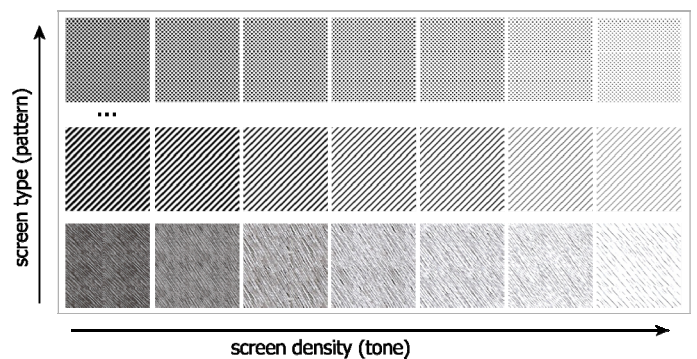 screen type (pattern)
...
screen density (tone)